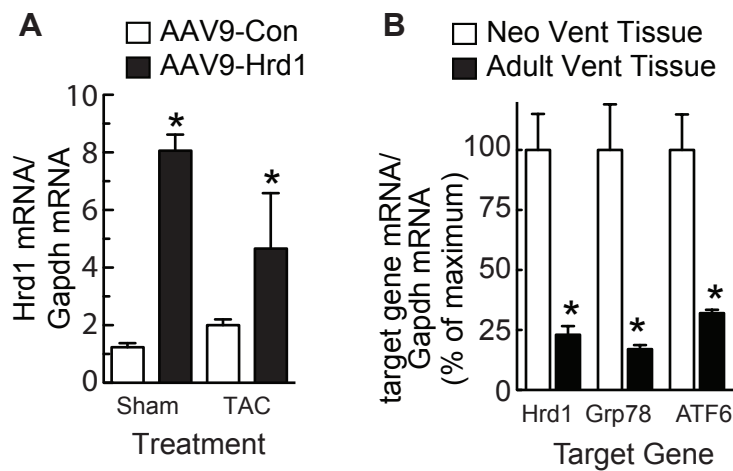 A
AAV9-Con
AAV9-Hrd1
Hrd1 mRNA/
Gapdh mRNA
10
8
6
4
2
0
*
*
Sham TAC
Treatment
B
Neo Vent Tissue
Adult Vent Tissue
target gene mRNA/
Gapdh mRNA
(% of maximum)
100
75
50
25
0
*
*
*
Hrd1 Grp78 ATF6
Target Gene